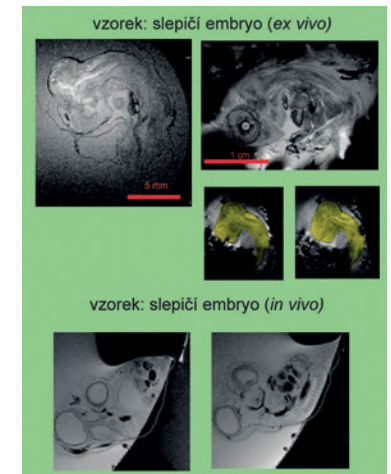 vzorek: slepičí embryo (ex vivo)
1 cm
5 mm
vzorek: slepičí embryo (in vivo)